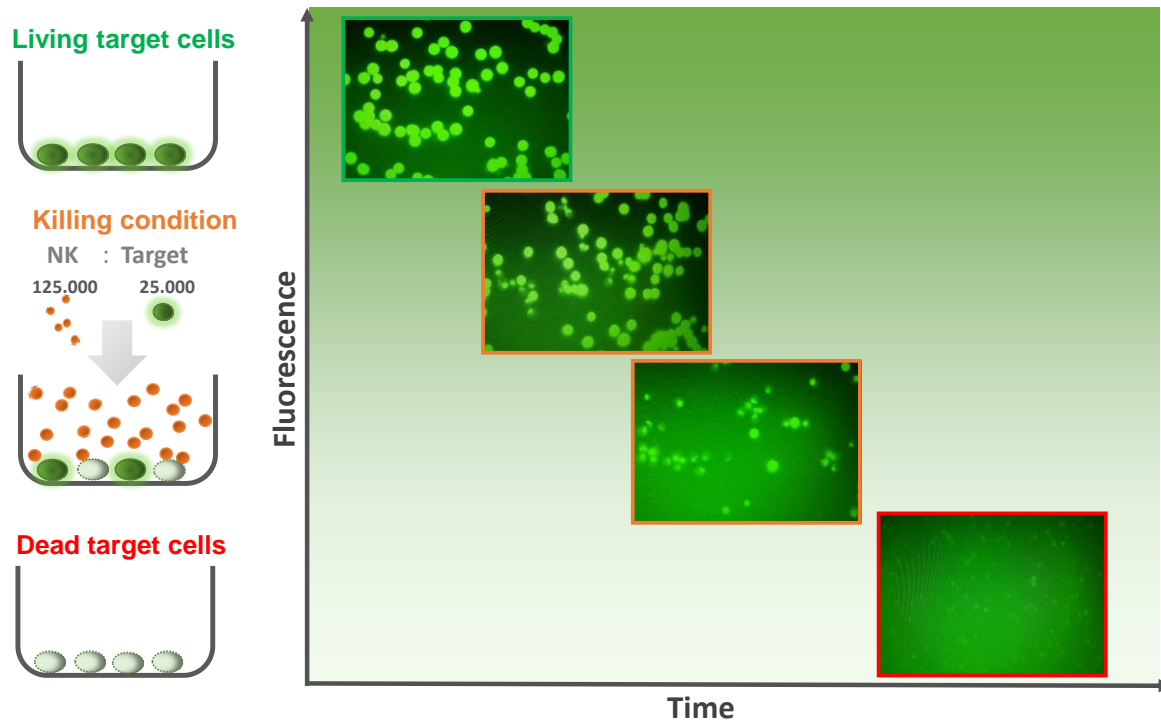 Living target cells
Killing condition
NK : Target
125.000 25.000
Dead target cells
Fluorescence
Time